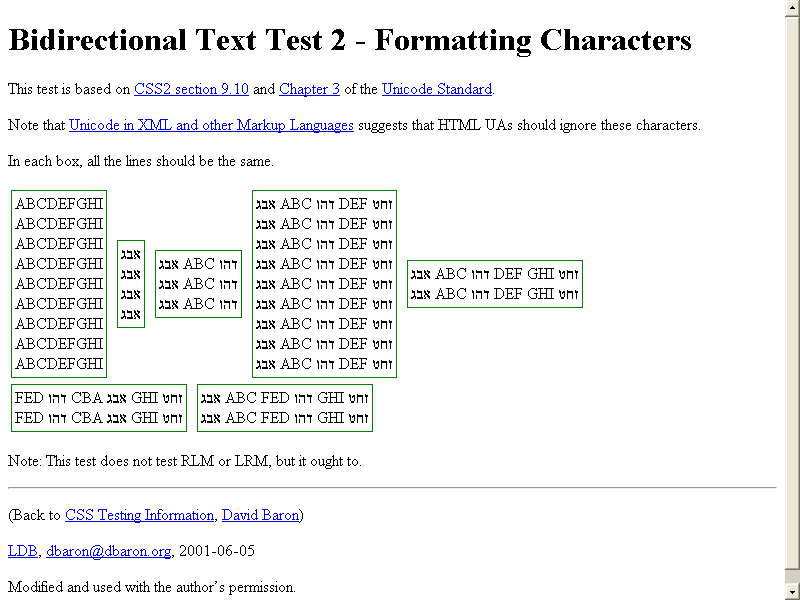 Bidirectional Text Test 2 - Formatting Characters
This test is based on CSS2 section 9.10 and Chapter 3 of the Unicode Standard.
Note that Unicode in XML and other Markup Languages suggests that HTML UAs should ignore these characters.
In each box, all the lines should be the same.
ABCDEFGHI
ABCDEFGHI
ABCDEFGHI
ABCDEFGHI
ABCDEFGHI
ABCDEFGHI
ABCDEFGHI
ABCDEFGHI
ABCDEFGHI
אבג
אבג
אבג
אבג
אבג ABC דהו
אבג ABC דהו
אבג ABC דהו
אבג ABC דהו DEF זחט
אבג ABC דהו DEF זחט
אבג ABC דהו DEF זחט
אבג ABC דהו DEF זחט
אבג ABC דהו DEF זחט
אבג ABC דהו DEF זחט
אבג ABC דהו DEF זחט
אבג ABC דהו DEF זחט
אבג ABC דהו DEF זחט
אבג ABC דהו DEF GHI זחט
אבג ABC דהו DEF GHI זחט
FED דהו CBA אבג GHI זחט
FED דהו CBA אבג GHI זחט
אבג ABC FED דהו GHI זחט
אבג ABC FED דהו GHI זחט
Note: This test does not test RLM or LRM, but it ought to.
(Back to CSS Testing Information, David Baron)
LDB, dbaron@dbaron.org, 2001-06-05
Modified and used with the author’s permission.